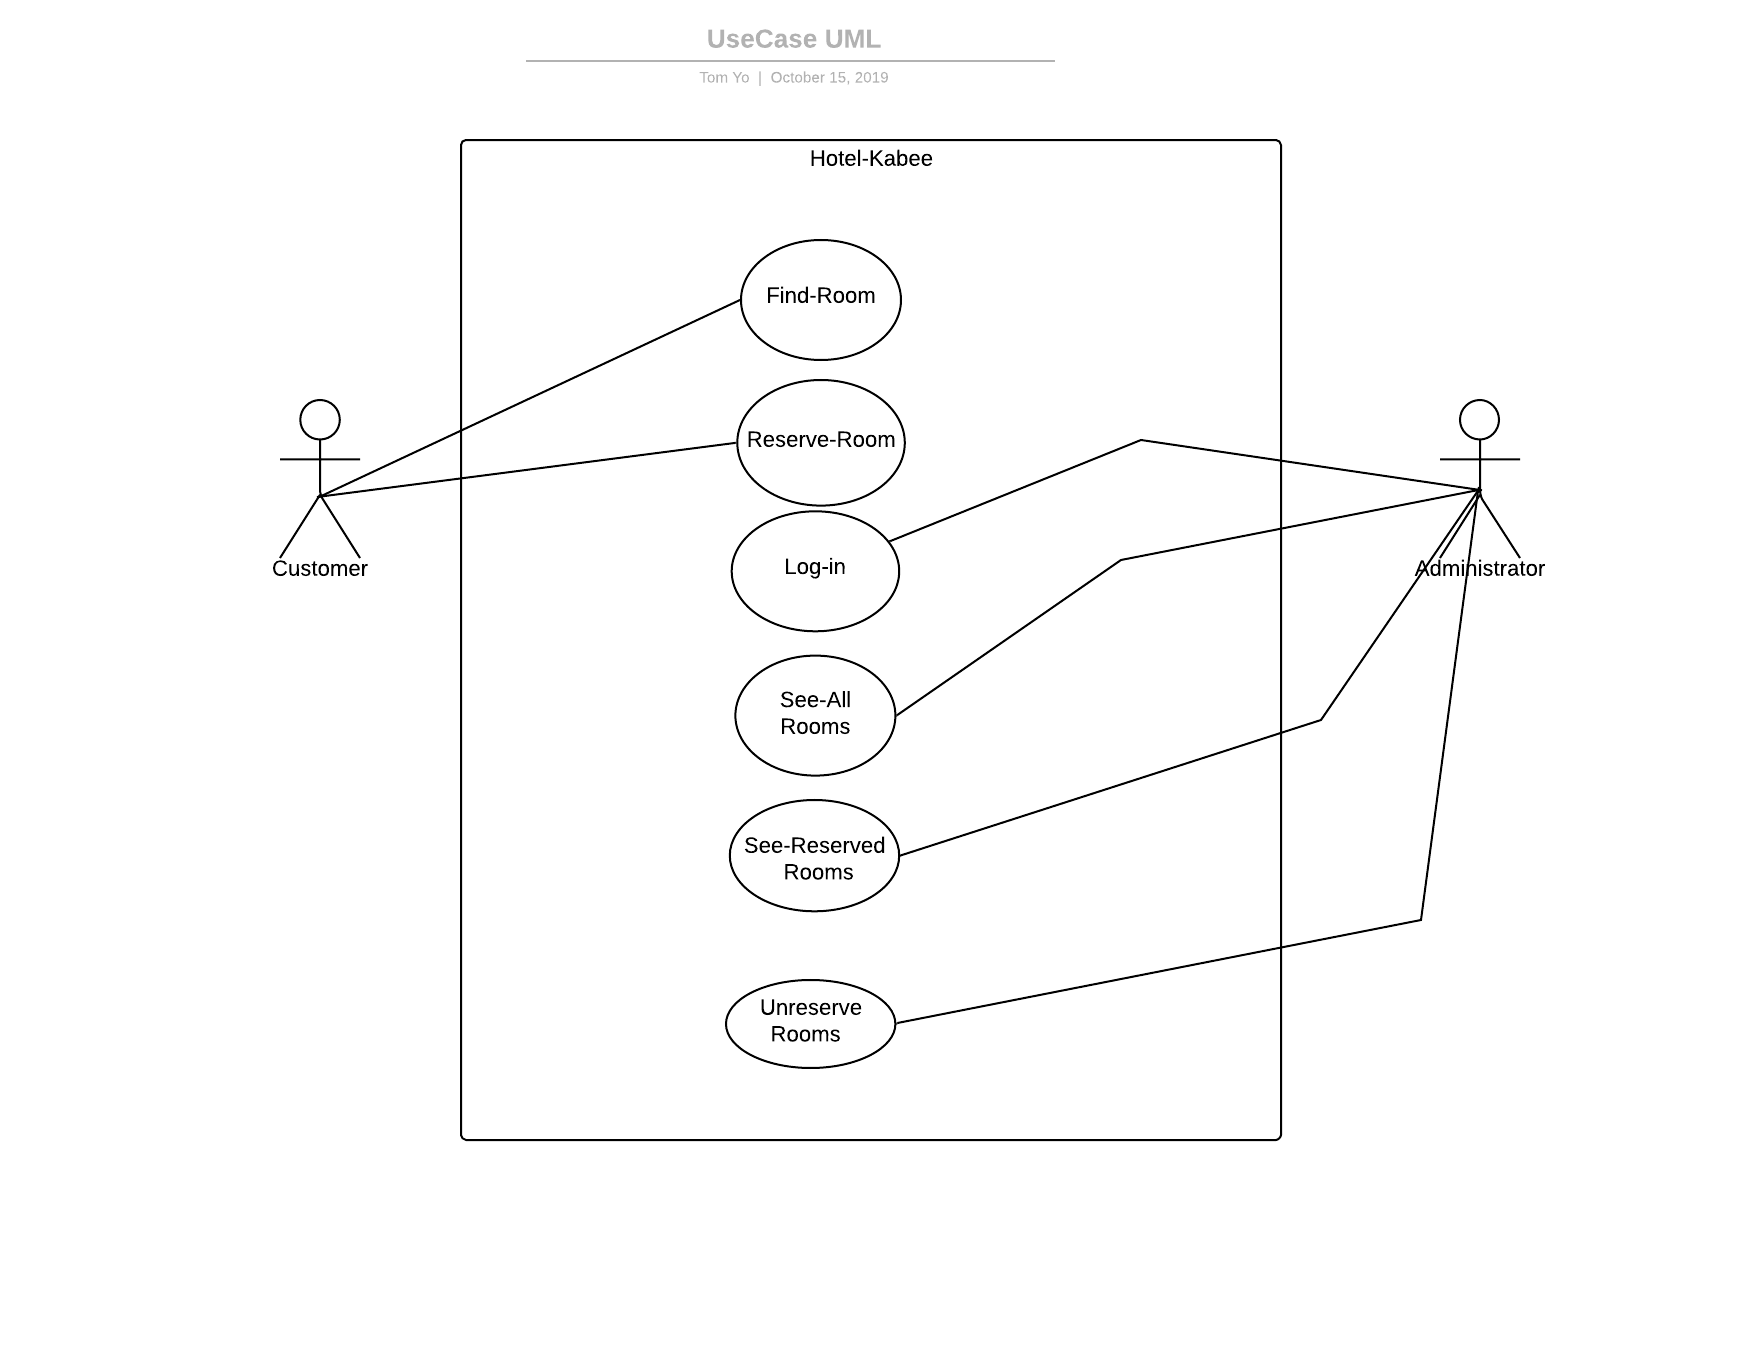 UseCase UML
Tom Yo | October 15, 2019
Hotel-Kabee
Find-Room
Reserve-Room
Log-in
Customer
Administrator
See-All
Rooms
See-Reserved
Rooms
Unreserve
Rooms